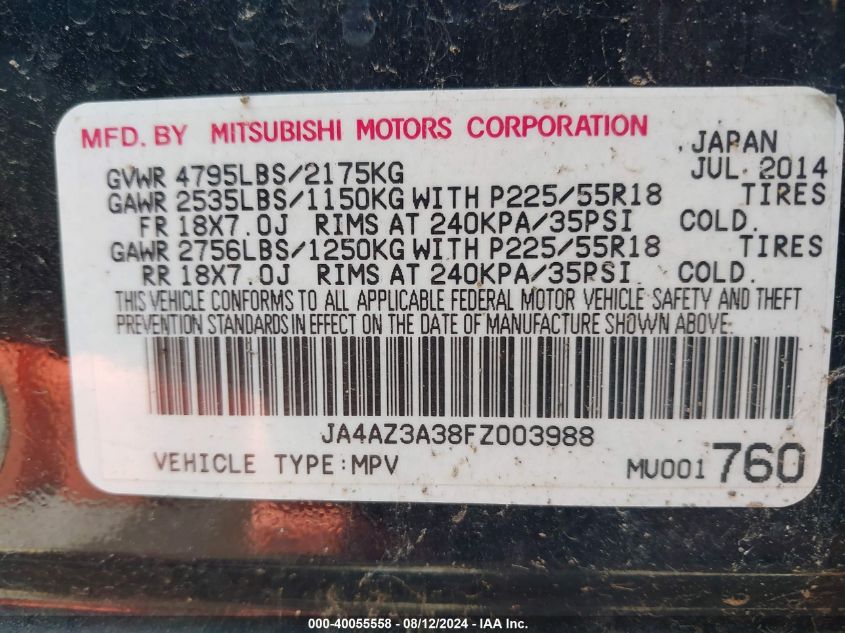 MFD. BY MITSUBISHI MOTORS CORPORATION JAPAN
GVWR 4795LBS/2175KG JUL. 2014
GAWR 2535LBS/1150KG WITH P225/55R18 TIRES
FR 18X7.0J RIMS AT 240KPA/35PSI COLD.
GAWR 2756LBS/1250KG WITH P225/55R18 TIRES
RR 18X7.0J RIMS AT 240KPA/35PSI COLD.
THIS VEHICLE CONFORMS TO ALL APPLICABLE FEDERAL MOTOR VEHICLE SAFETY AND THEFT
PREVENTION STANDARDS IN EFFECT ON THE DATE OF MANUFACTURE SHOWN ABOVE.
JA4AZ3A38FZ003988
VEHICLE TYPE:MPV MU001 760
000-40055558 - 08/12/2024 - IAA Inc.